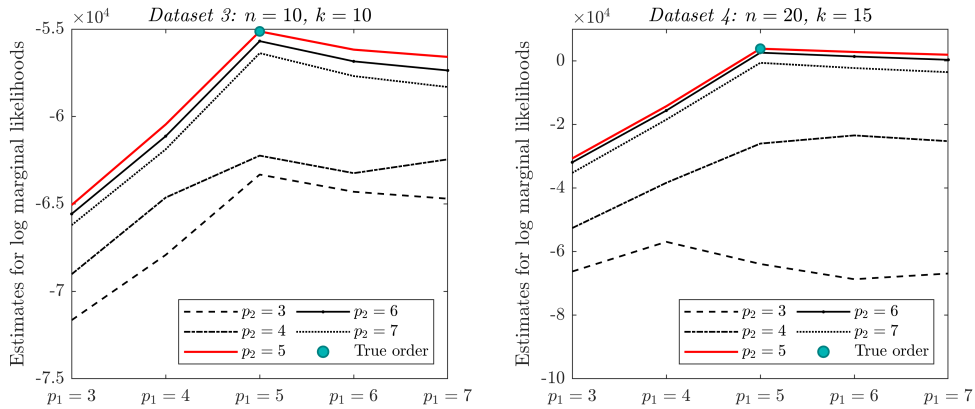 ×10⁴ Dataset 3: n = 10, k = 10
Estimates for log marginal likelihoods
-5.5
-6
-6.5
-7
-7.5
p₁ = 3 p₁ = 4 p₁ = 5 p₁ = 6 p₁ = 7
p₂ = 3 p₂ = 6
p₂ = 4 p₂ = 7
p₂ = 5 True order
×10⁴ Dataset 4: n = 20, k = 15
Estimates for log marginal likelihoods
0
-2
-4
-6
-8
-10
p₁ = 3 p₁ = 4 p₁ = 5 p₁ = 6 p₁ = 7
p₂ = 3 p₂ = 6
p₂ = 4 p₂ = 7
p₂ = 5 True order